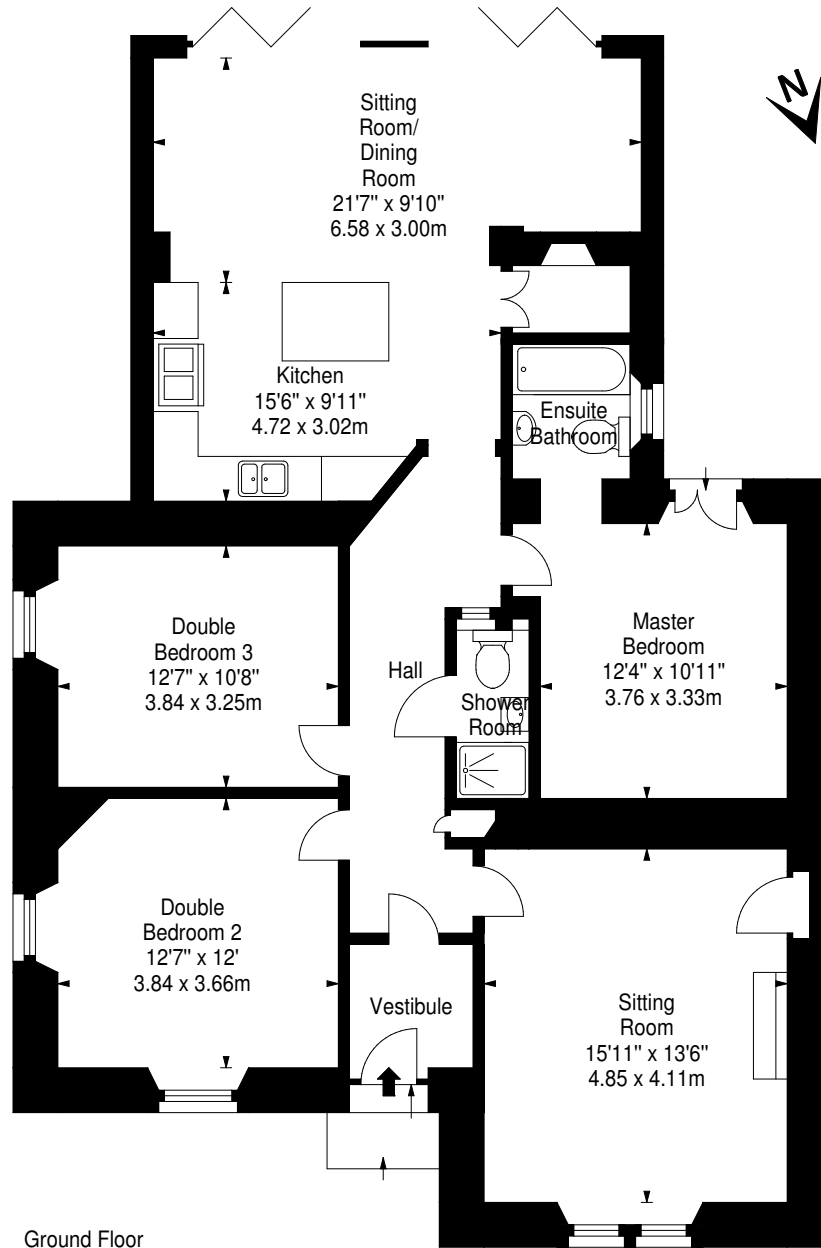 N
Sitting
Room/
Dining
Room
21'7" x 9'10"
6.58 x 3.00m
Kitchen
15'6" x 9'11"
4.72 x 3.02m
Ensuite
Bathroom
Double
Bedroom 3
12'7" x 10'8"
3.84 x 3.25m
Hall
Shower
Room
Master
Bedroom
12'4" x 10'11"
3.76 x 3.33m
Double
Bedroom 2
12'7" x 12'
3.84 x 3.66m
Vestibule
Sitting
Room
15'11" x 13'6"
4.85 x 4.11m
Ground Floor